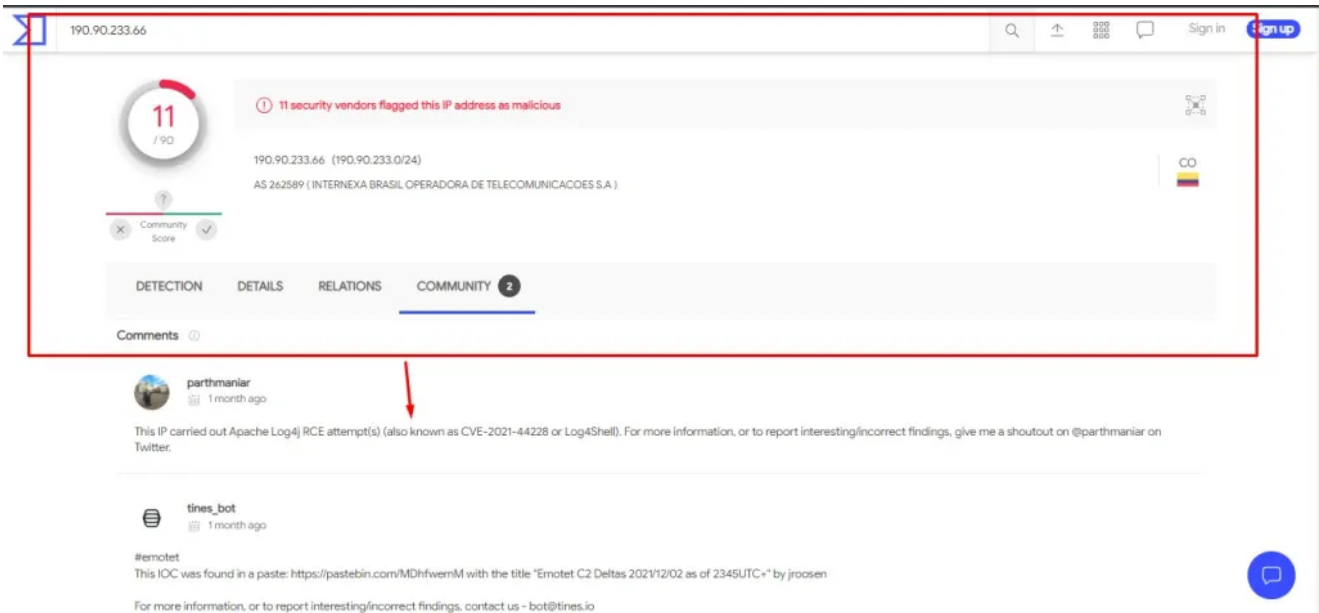 190.90.233.66
Sign in
Sign up
11
/ 90
11 security vendors flagged this IP address as malicious
190.90.233.66 (190.90.233.0/24)
AS 262589 ( INTERNEXA BRASIL OPERADORA DE TELECOMUNICACOES S.A )
CO
?
Community
Score
DETECTION
DETAILS
RELATIONS
COMMUNITY 2
Comments
parthmaniar
1 month ago
This IP carried out Apache Log4j RCE attempt(s) (also known as CVE-2021-44228 or Log4Shell). For more information, or to report interesting/incorrect findings, give me a shoutout on @parthmaniar on
Twitter.
tines_bot
1 month ago
#emotet
This IOC was found in a paste: https://pastebin.com/MDhfwernM with the title "Emotet C2 Deltas 2021/12/02 as of 2345UTC+" by jroosen
For more information, or to report interesting/incorrect findings, contact us - bot@tines.io